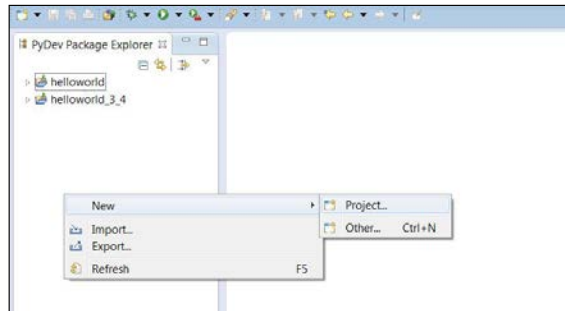 PyDev Package Explorer
helloworld
helloworld_3_4
New
Project...
Other... Ctrl+N
Import...
Export...
Refresh F5